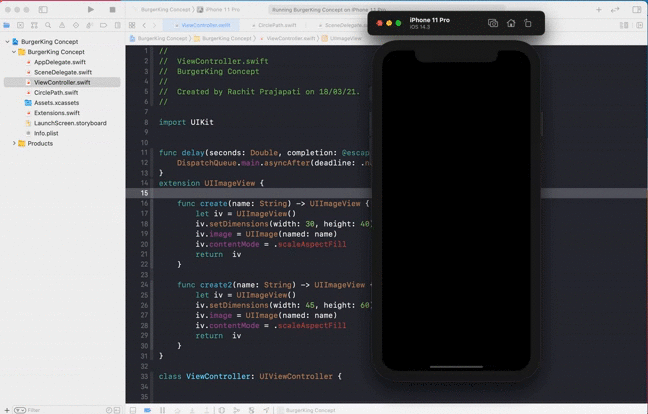 BurgerKing Concept
iPhone 11 Pro
Running BurgerKing Concept on iPhone 11
ViewController.swift
CirclePath.swift
SceneDelegate.swift
BurgerKing Concept
BurgerKing Concept
ViewController.swift
UIImageView
iPhone 11 Pro
iOS 14.3
BurgerKing Concept
BurgerKing Concept
AppDelegate.swift
SceneDelegate.swift
ViewController.swift
CirclePath.swift
Assets.xcassets
Extensions.swift
LaunchScreen.storyboard
Info.plist
Products
1 //
2 // ViewController.swift
3 // BurgerKing Concept
4 //
5 // Created by Rachit Prajapati on 18/03/21.
6 //
7
8 import UIKit
9
10
11 func delay(seconds: Double, completion: @escap
12 DispatchQueue.main.asyncAfter(deadline: .n
13 }
14 extension UIImageView {
15
16 func create(name: String) -> UIImageView {
17 let iv = UIImageView()
18 iv.setDimensions(width: 30, height: 40)
19 iv.image = UIImage(named: name)
20 iv.contentMode = .scaleAspectFill
21 return iv
22 }
23
24 func create2(name: String) -> UIImageView
25 let iv = UIImageView()
26 iv.setDimensions(width: 45, height: 60)
27 iv.image = UIImage(named: name)
28 iv.contentMode = .scaleAspectFill
29 return iv
30 }
31 }
32
33 class ViewController: UIViewController {
34
35
Filter
BurgerKing Concept